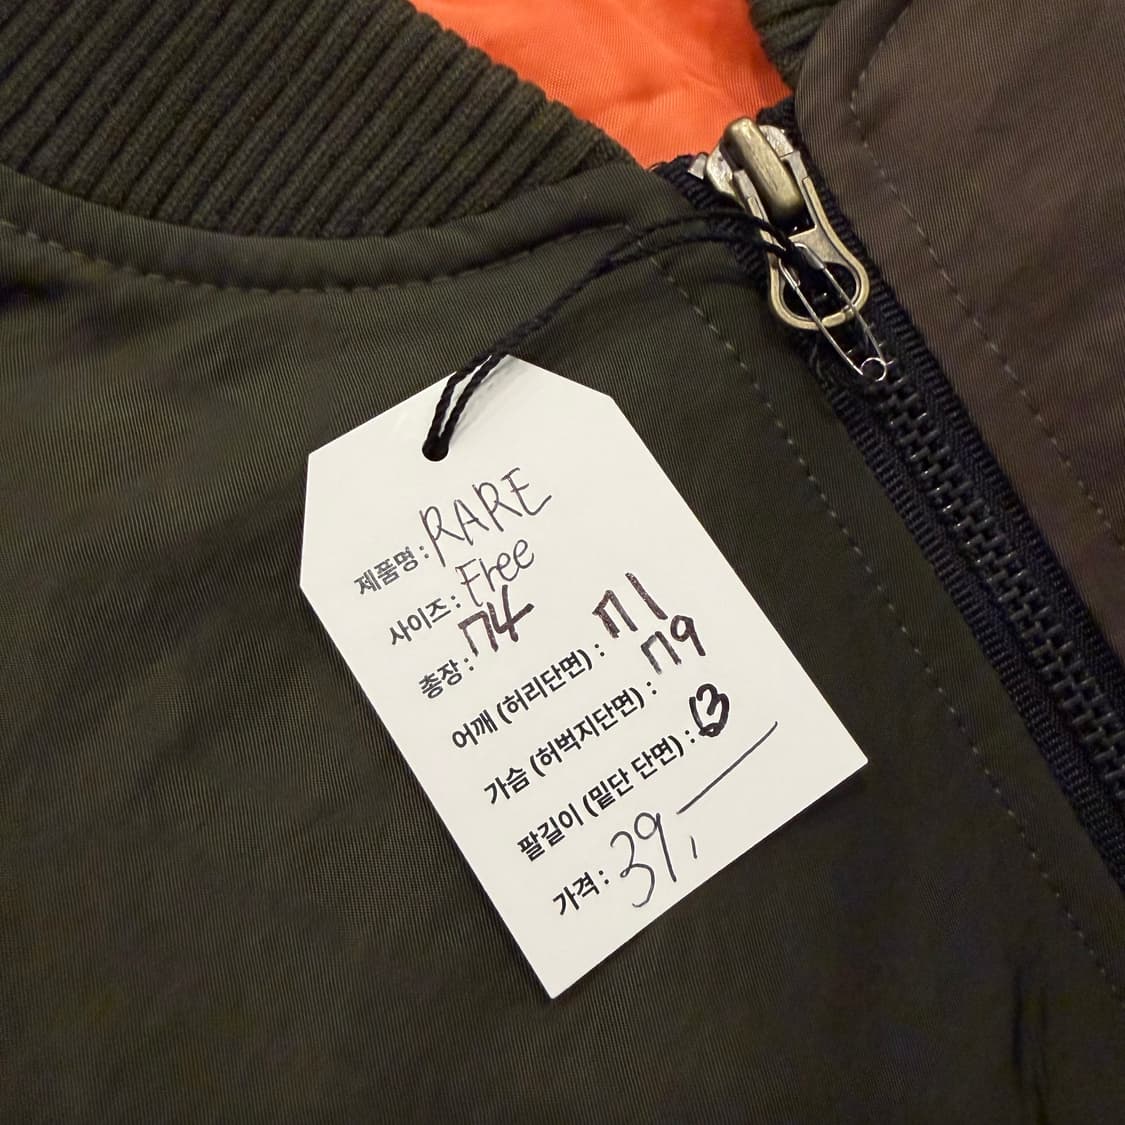 제품명 : RARE
사이즈 : Free
총장 : 74
어깨 (허리단면) : 71
가슴 (허벅지단면) : 79
팔길이 (밑단 단면) : 63
가격 : 39,—